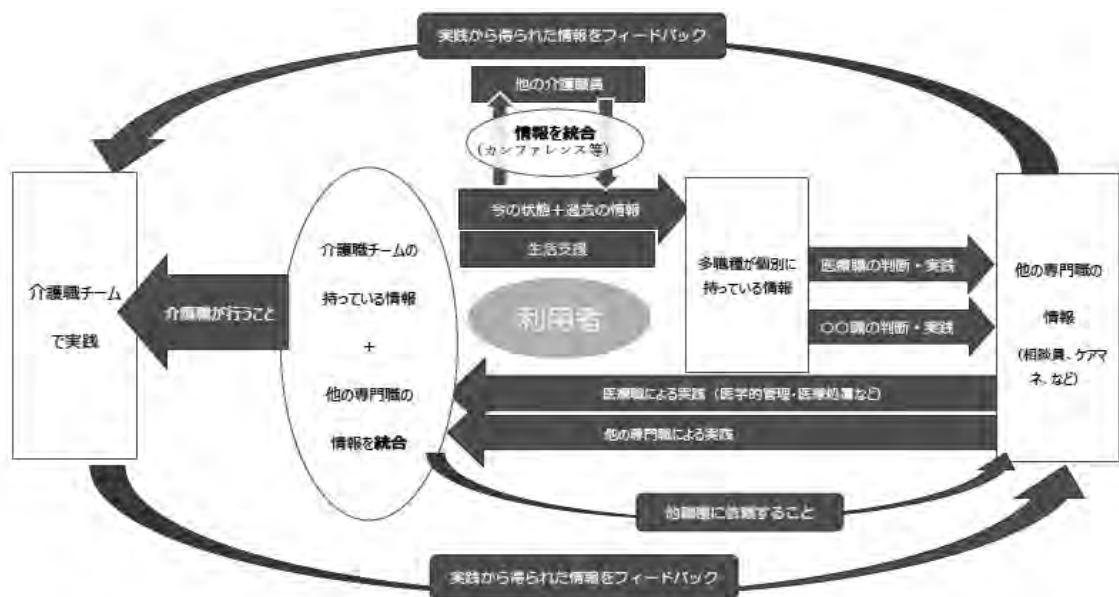 実践から得られた情報をフィードバック
他の介護職員
情報を統合
(カンファレンス等)
今の状態+過去の情報
生活支援
利用者
介護職チーム
で実践
介護職が行うこと
介護職チームの
持っている情報
+
他の専門職の
情報を統合
多職種が個別に
持っている情報
医療職の判断・実践
〇〇職の判断・実践
他の専門職の
情報
(相談員、ケアマ
ネ、など)
医療職による実践（医学的管理・医療処置など）
他の専門職による実践
他職種に依頼すること
実践から得られた情報をフィードバック